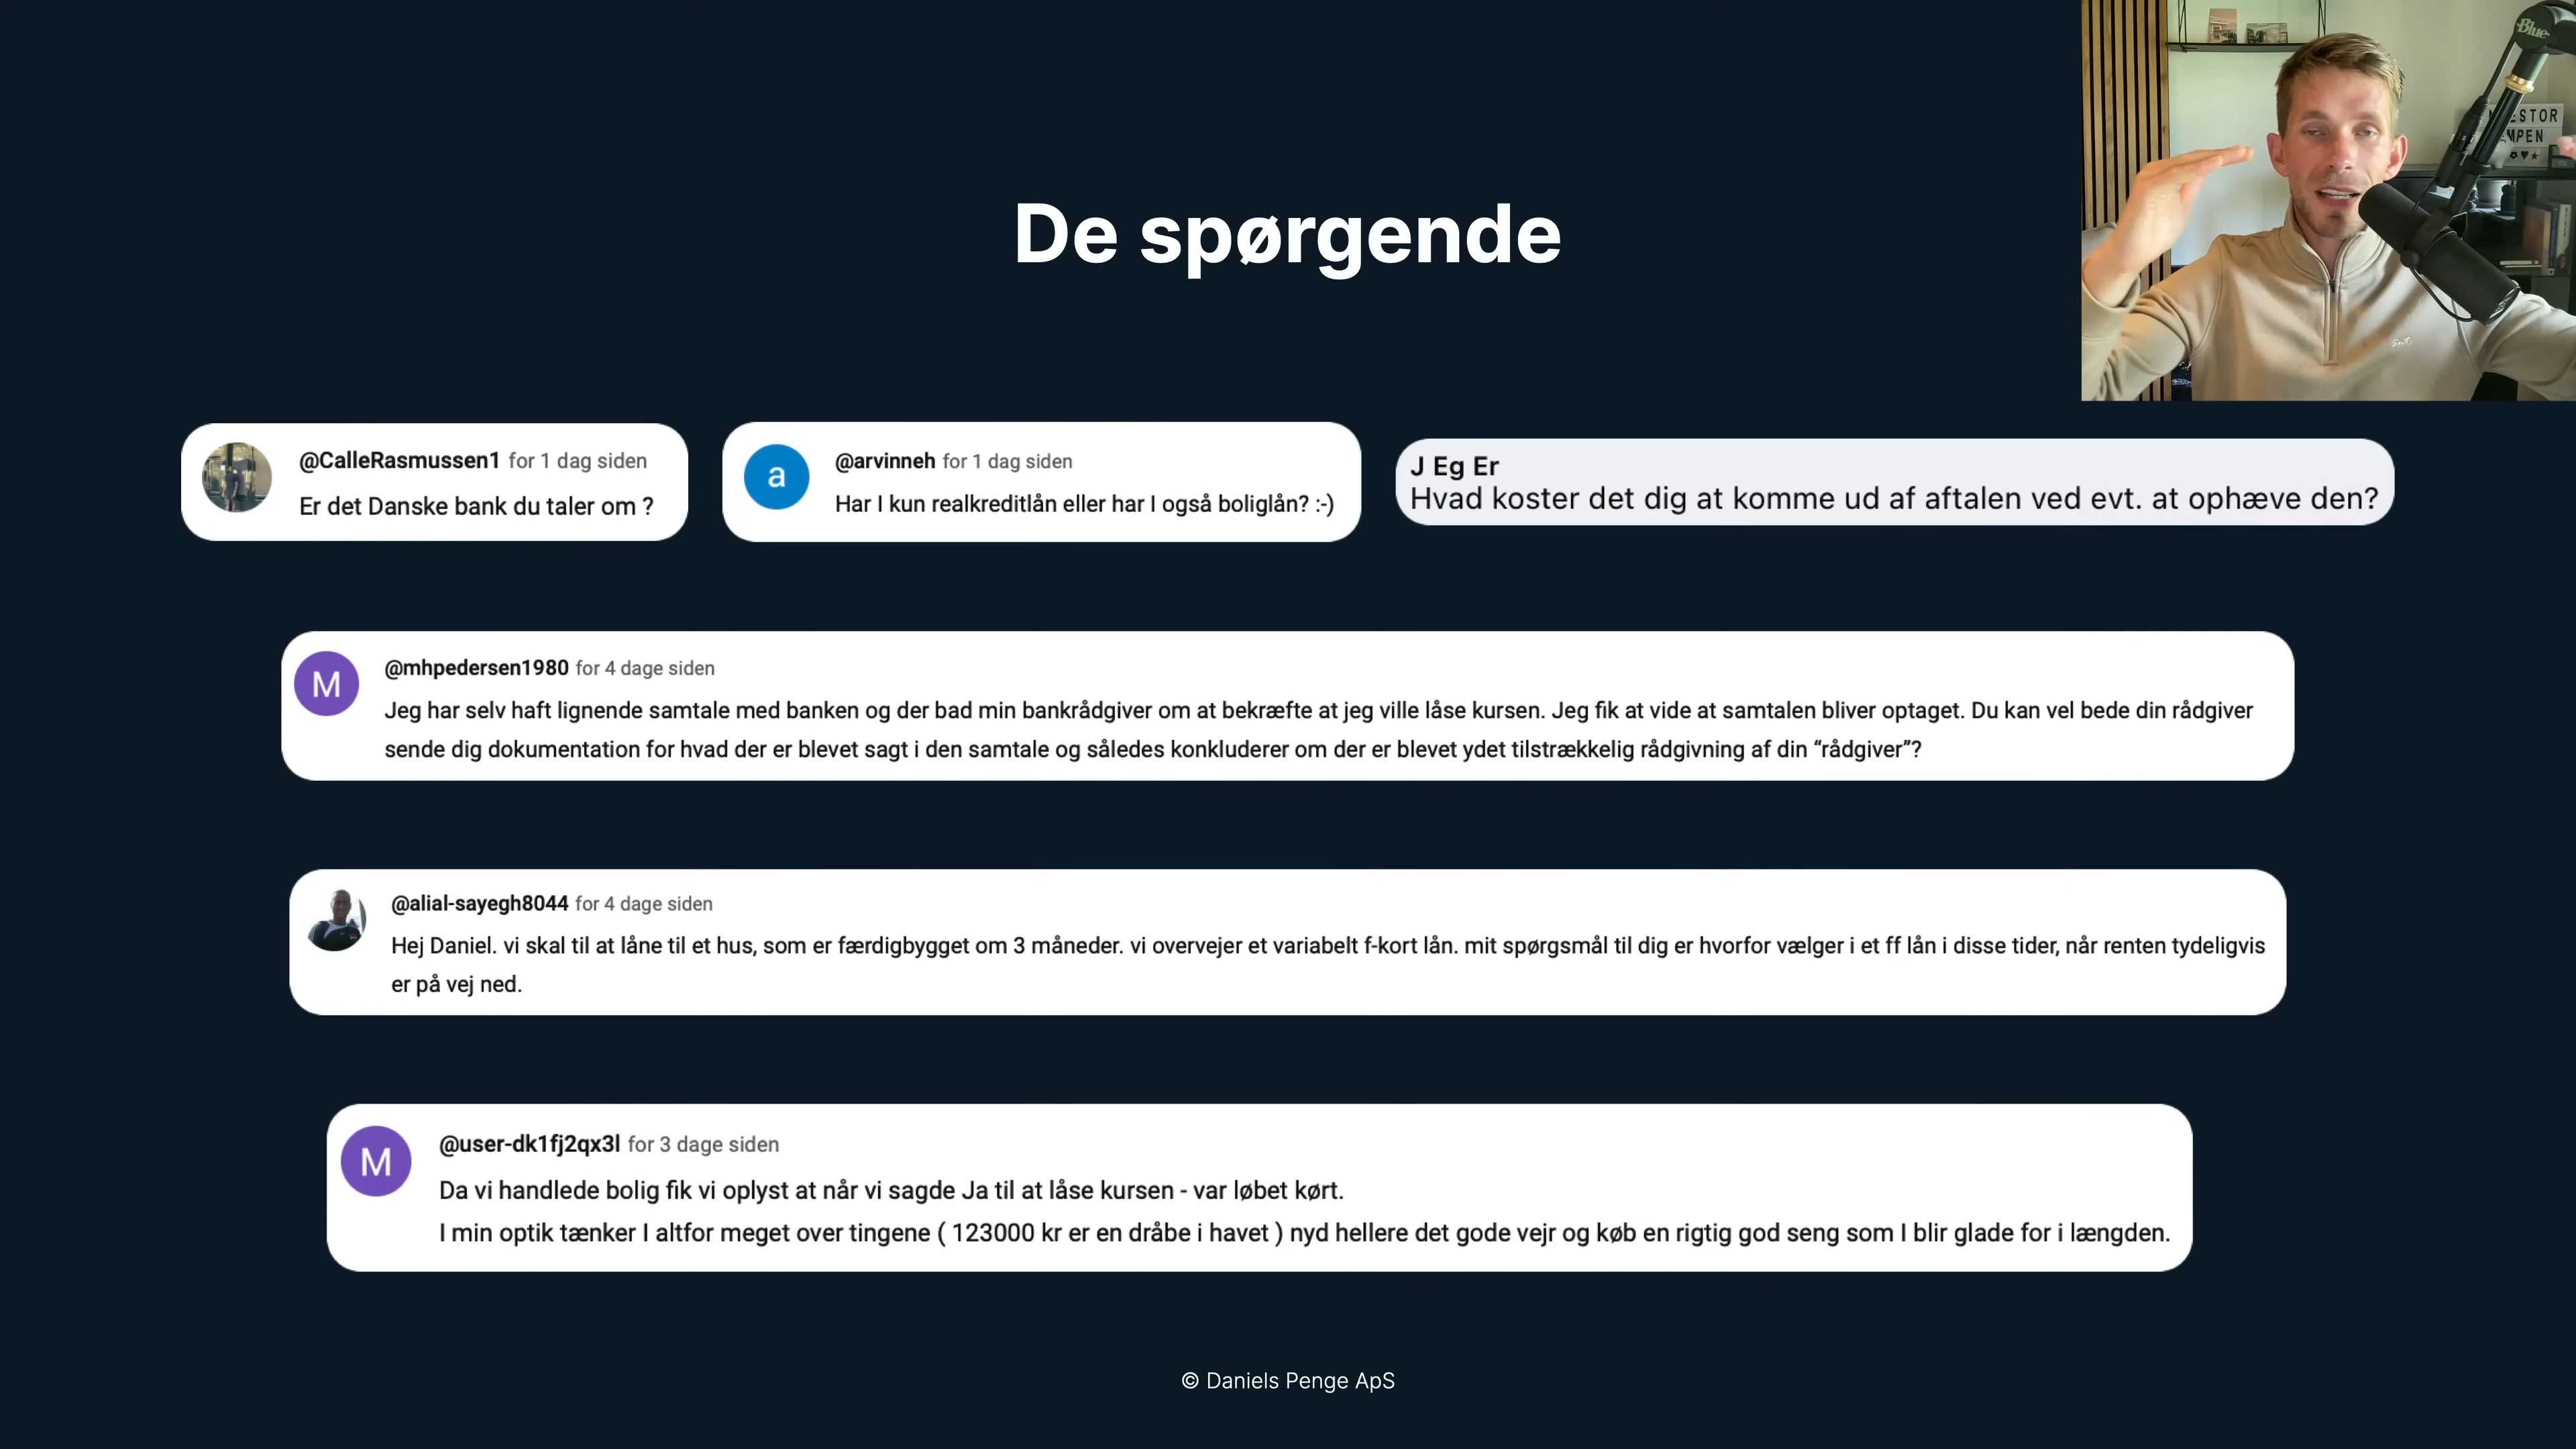 De spørgende
Blue
@CalleRasmussen1 for 1 dag siden
Er det Danske bank du taler om ?
a
@arvinneh for 1 dag siden
Har I kun realkreditlån eller har I også boliglån? :-)
J Eg Er
Hvad koster det dig at komme ud af aftalen ved evt. at ophæve den?
M
@mhpedersen1980 for 4 dage siden
Jeg har selv haft lignende samtale med banken og der bad min bankrådgiver om at bekræfte at jeg ville låse kursen. Jeg fik at vide at samtalen bliver optaget. Du kan vel bede din rådgiver
sende dig dokumentation for hvad der er blevet sagt i den samtale og således konkluderer om der er blevet ydet tilstrækkelig rådgivning af din “rådgiver”?
@alial-sayegh8044 for 4 dage siden
Hej Daniel. vi skal til at låne til et hus, som er færdigbygget om 3 måneder. vi overvejer et variabelt f-kort lån. mit spørgsmål til dig er hvorfor vælger i et ff lån i disse tider, når renten tydeligvis
er på vej ned.
M
@user-dk1fj2qx3l for 3 dage siden
Da vi handlede bolig fik vi oplyst at når vi sagde Ja til at låse kursen - var løbet kørt.
I min optik tænker I altfor meget over tingene ( 123000 kr er en dråbe i havet ) nyd hellere det gode vejr og køb en rigtig god seng som I blir glade for i længden.
© Daniels Penge ApS